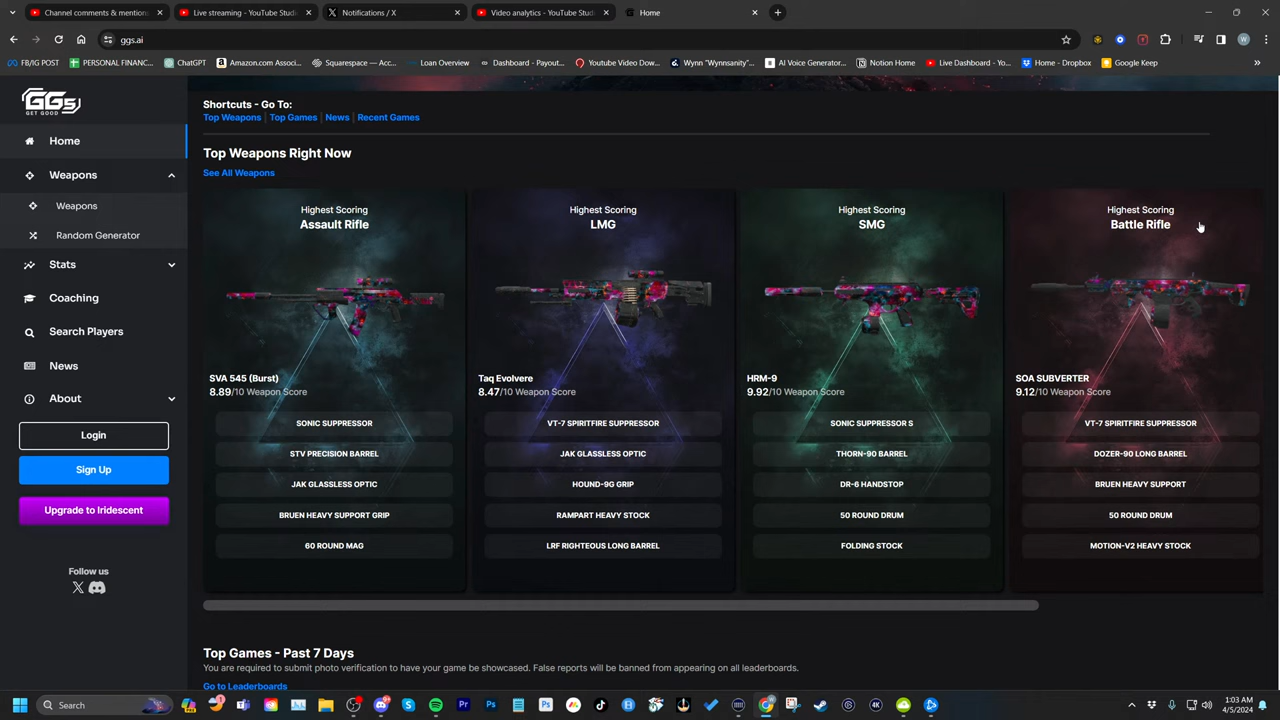 Channel comments & mention
Live streaming - YouTube Stud
Notifications / X
Video analytics - YouTube Stud
Home
ggs.ai
FB/IG POST
PERSONAL FINANC...
ChatGPT
Amazon.com Associ...
Squarespace — Acc...
Loan Overview
Dashboard - Payout...
Youtube Video Dow...
Wynn "Wynnsanity"...
AI Voice Generator...
Notion Home
Live Dashboard - Yo...
Home - Dropbox
Google Keep
GGs
GET GOOD
Home
Weapons
Weapons
Random Generator
Stats
Coaching
Search Players
News
About
Login
Sign Up
Upgrade to Iridescent
Follow us
Shortcuts - Go To:
Top Weapons | Top Games | News | Recent Games
Top Weapons Right Now
See All Weapons
Highest Scoring
Assault Rifle
SVA 545 (Burst)
8.89/10 Weapon Score
SONIC SUPPRESSOR
STV PRECISION BARREL
JAK GLASSLESS OPTIC
BRUEN HEAVY SUPPORT GRIP
60 ROUND MAG
Highest Scoring
LMG
Taq Evolvere
8.47/10 Weapon Score
VT-7 SPIRITFIRE SUPPRESSOR
JAK GLASSLESS OPTIC
HOUND-9G GRIP
RAMPART HEAVY STOCK
LRF RIGHTEOUS LONG BARREL
Highest Scoring
SMG
HRM-9
9.92/10 Weapon Score
SONIC SUPPRESSOR S
THORN-90 BARREL
DR-6 HANDSTOP
50 ROUND DRUM
FOLDING STOCK
Highest Scoring
Battle Rifle
SOA SUBVERTER
9.12/10 Weapon Score
VT-7 SPIRITFIRE SUPPRESSOR
DOZER-90 LONG BARREL
BRUEN HEAVY SUPPORT
50 ROUND DRUM
MOTION-V2 HEAVY STOCK
Top Games - Past 7 Days
You are required to submit photo verification to have your game be showcased. False reports will be banned from appearing on all leaderboards.
Go to Leaderboards
Search
1:03 AM
4/5/2024